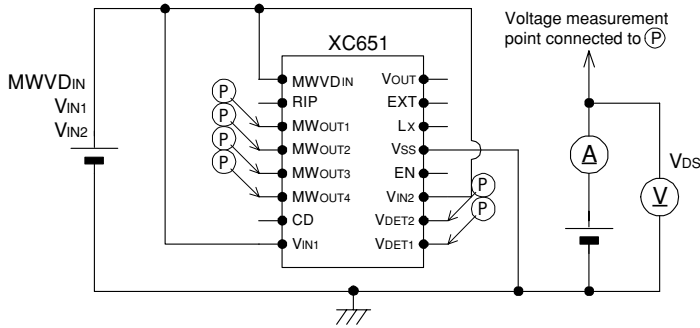 Voltage measurement
point connected to P
XC651
MWVDIN
VIN1
VIN2
MWVDIN
RIP
MWOUT1
MWOUT2
MWOUT3
MWOUT4
CD
VIN1
VOUT
EXT
LX
VSS
EN
VIN2
VDET2
VDET1
P
P
P
P
P
P
A
V
VDS